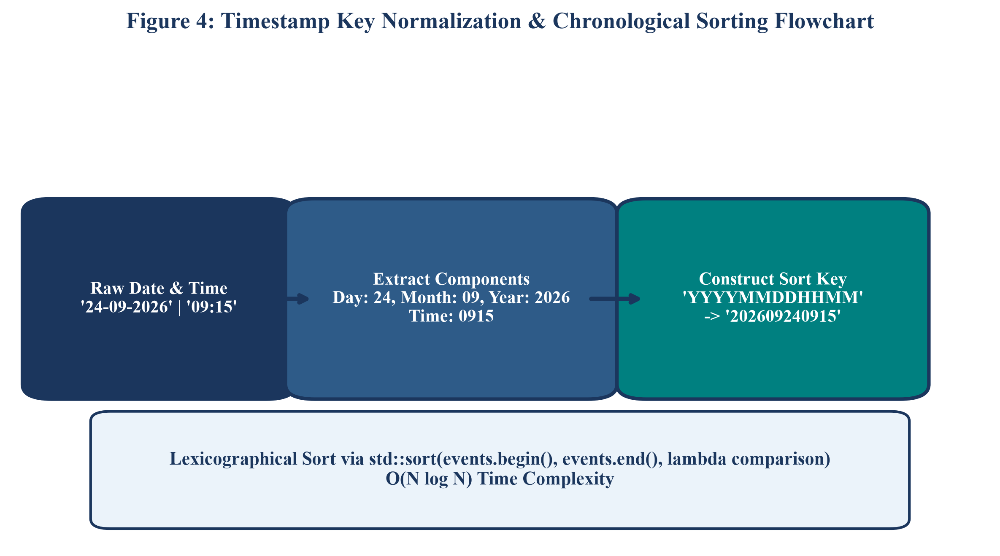 Figure 4: Timestamp Key Normalization & Chronological Sorting Flowchart
Raw Date & Time
'24-09-2026' | '09:15'
Extract Components
Day: 24, Month: 09, Year: 2026
Time: 0915
Construct Sort Key
'YYYYMMDDHHMM'
-> '202609240915'
Lexicographical Sort via std::sort(events.begin(), events.end(), lambda comparison)
O(N log N) Time Complexity